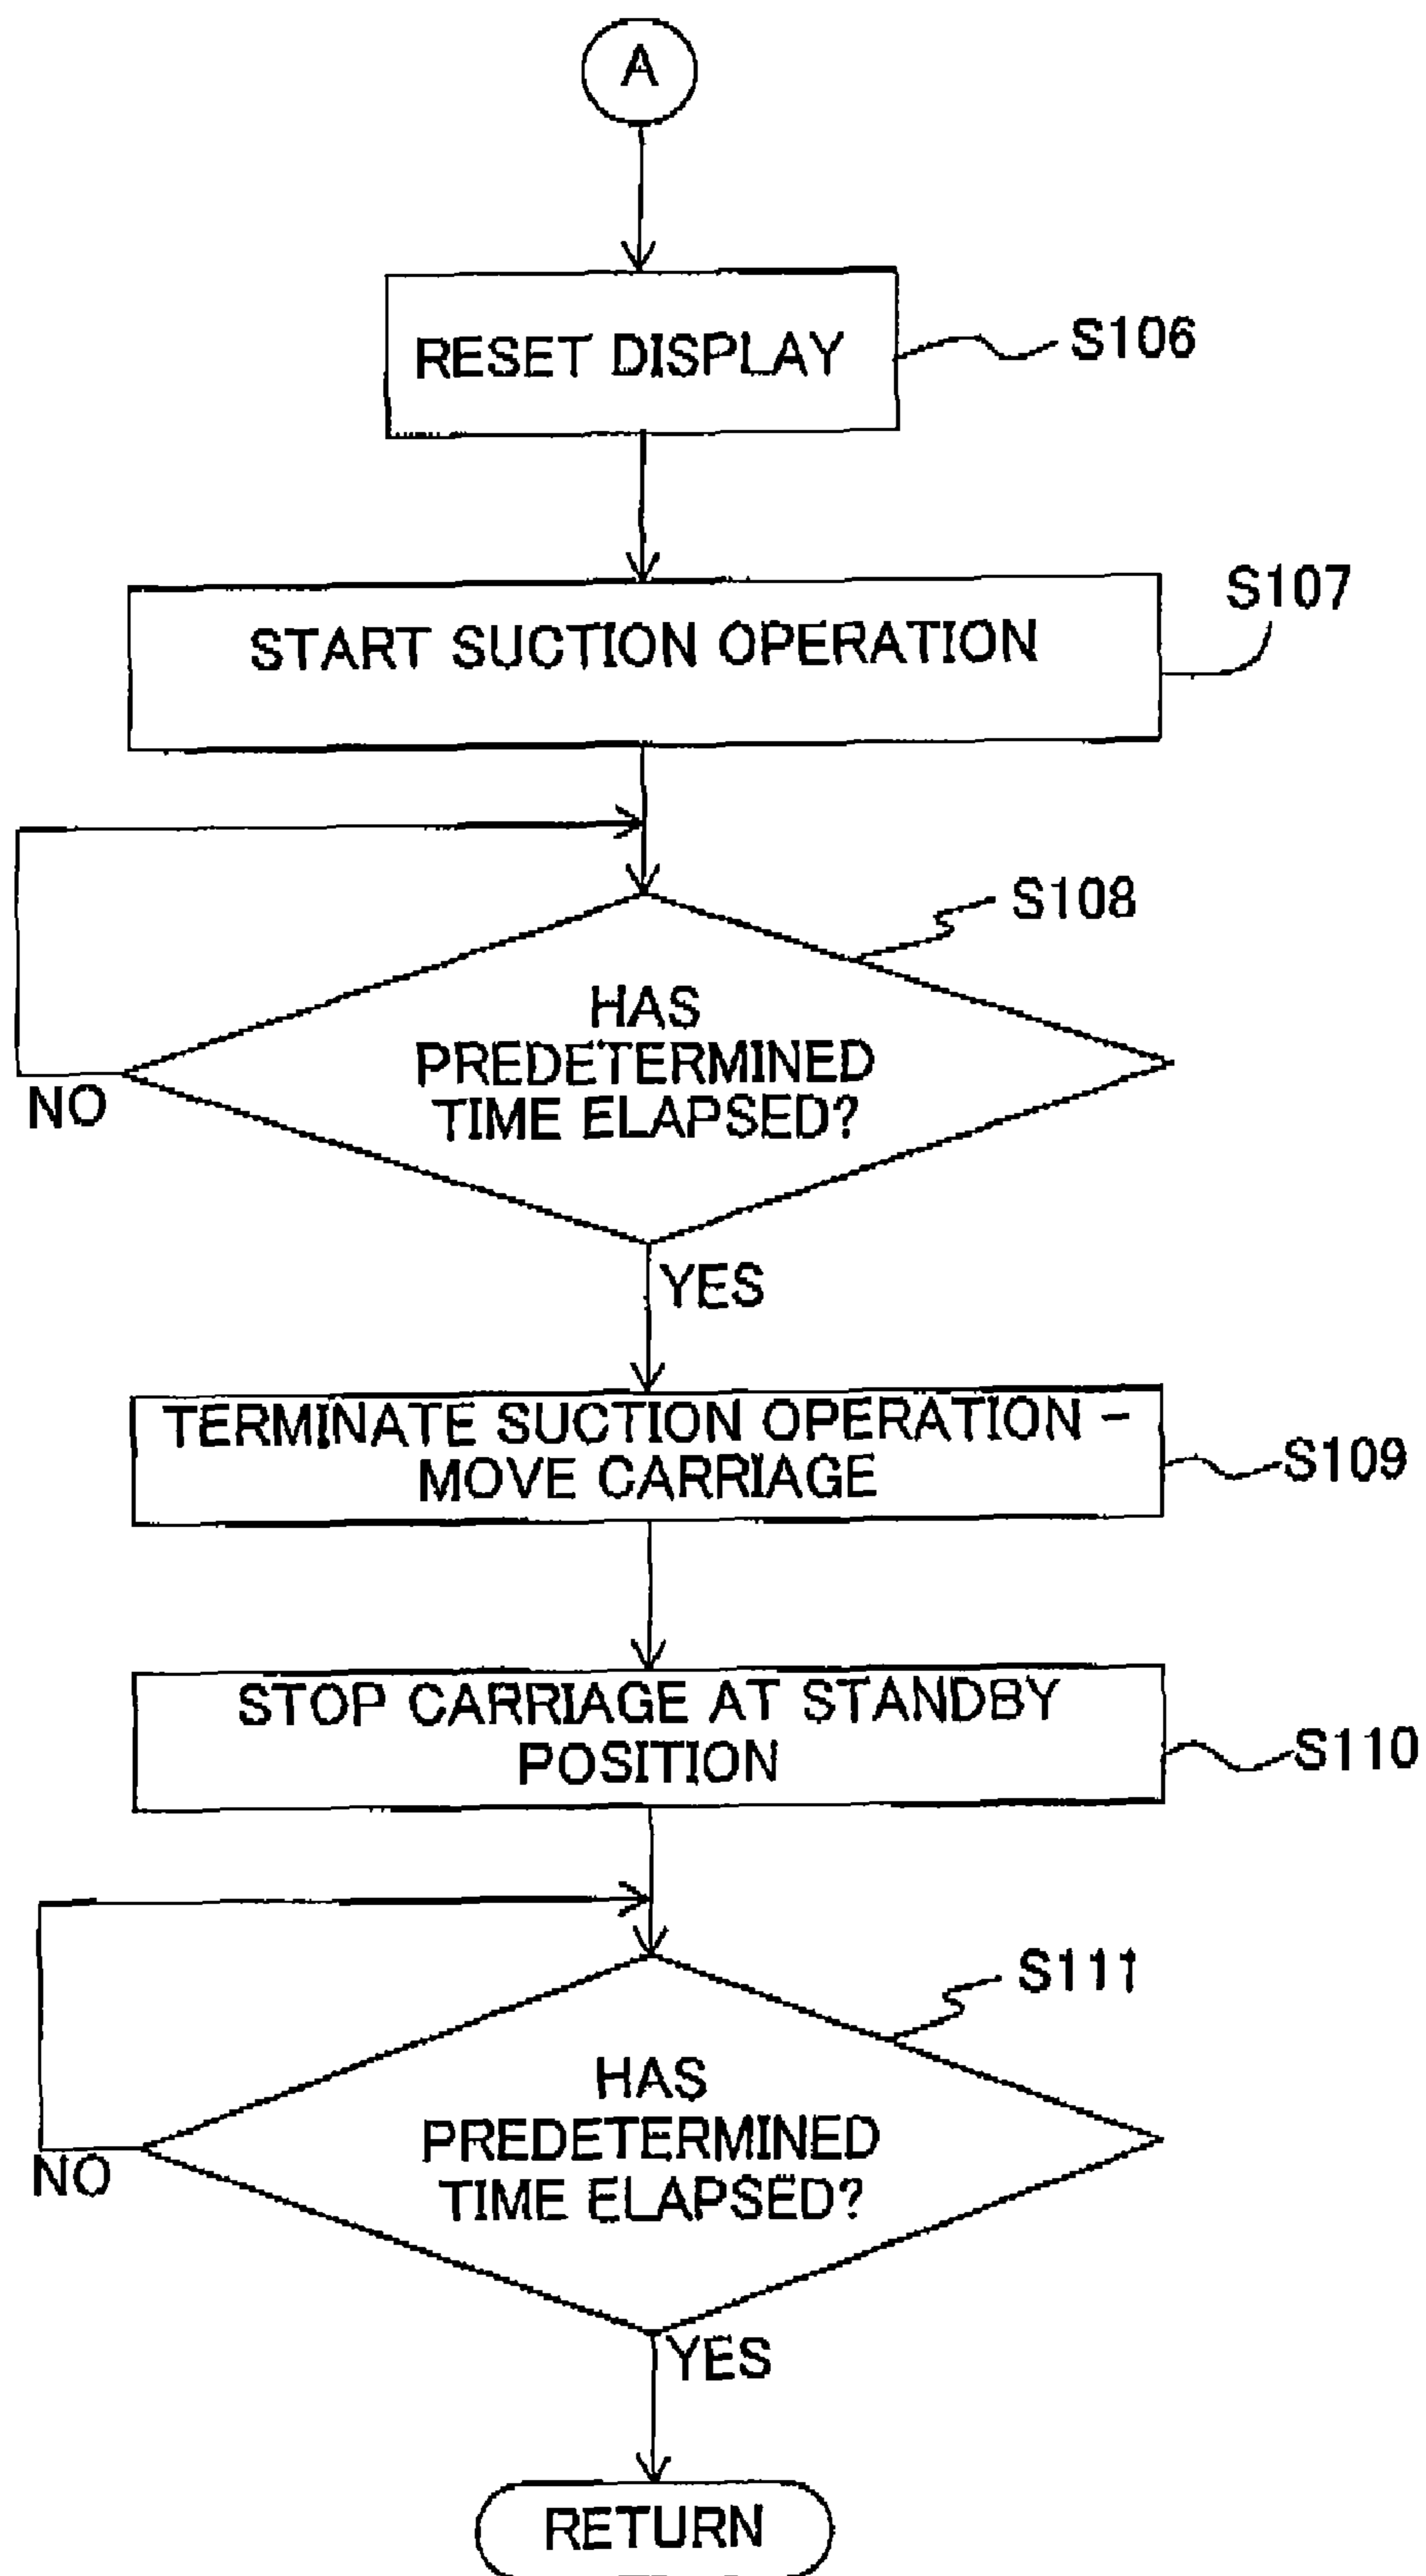 A
RESET DISPLAY
S106
START SUCTION OPERATION
S107
S108
HAS
PREDETERMINED
TIME ELAPSED?
NO
YES
TERMINATE SUCTION OPERATION -
MOVE CARRIAGE
S109
STOP CARRIAGE AT STANDBY
POSITION
S110
S111
HAS
PREDETERMINED
TIME ELAPSED?
NO
YES
RETURN